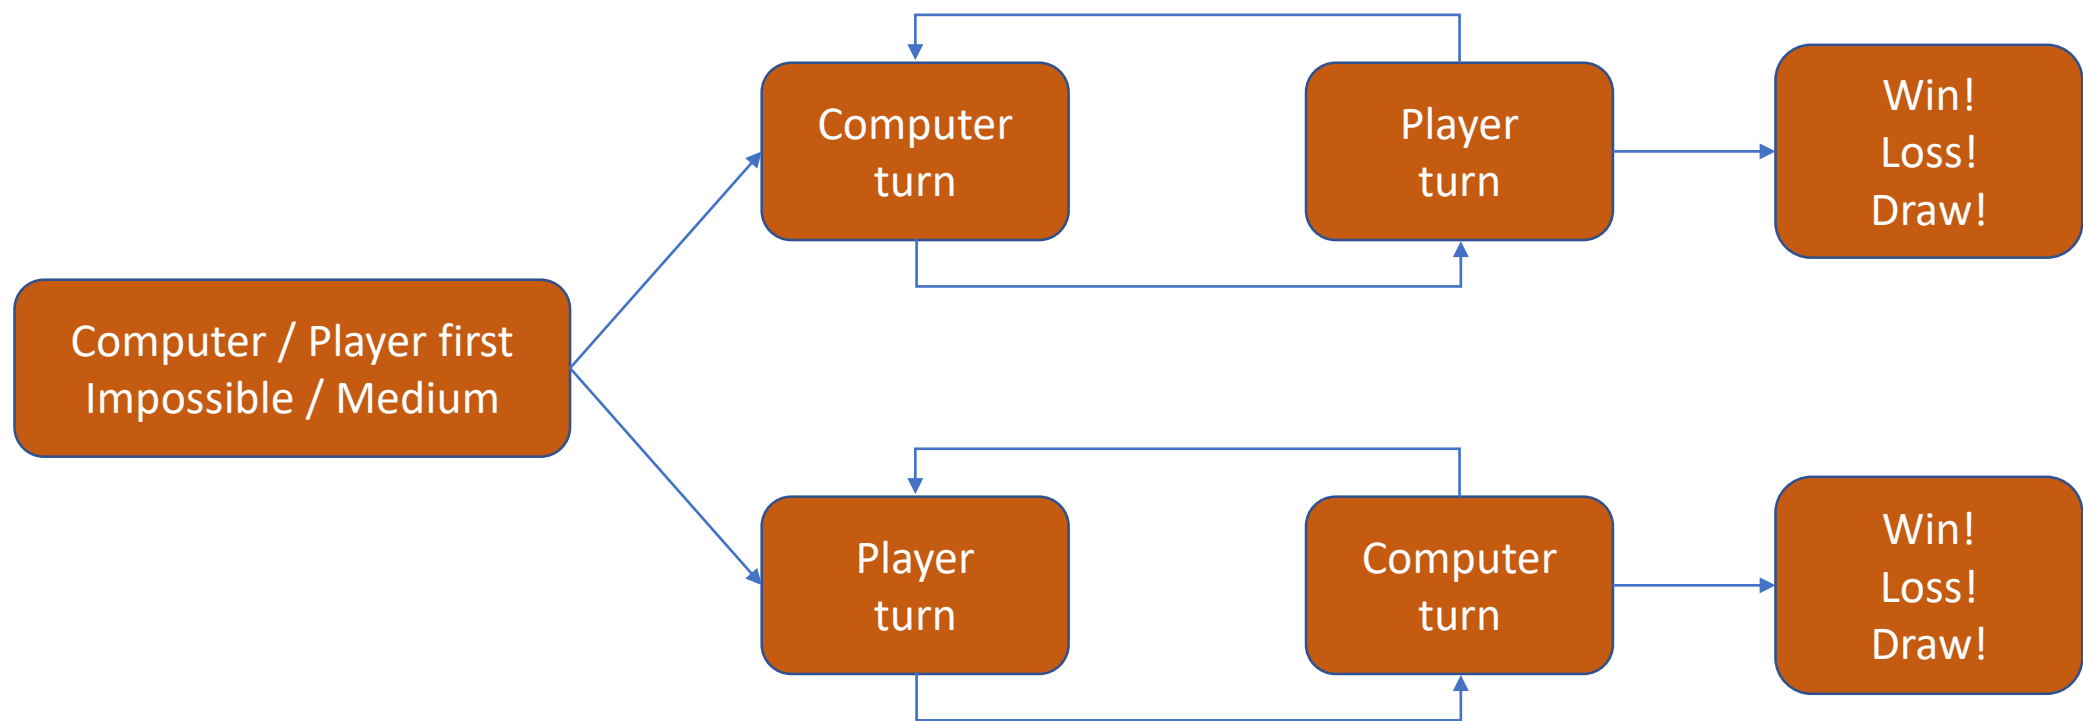 Computer / Player first
Impossible / Medium
Computer
turn
Player
turn
Win!
Loss!
Draw!
Player
turn
Computer
turn
Win!
Loss!
Draw!